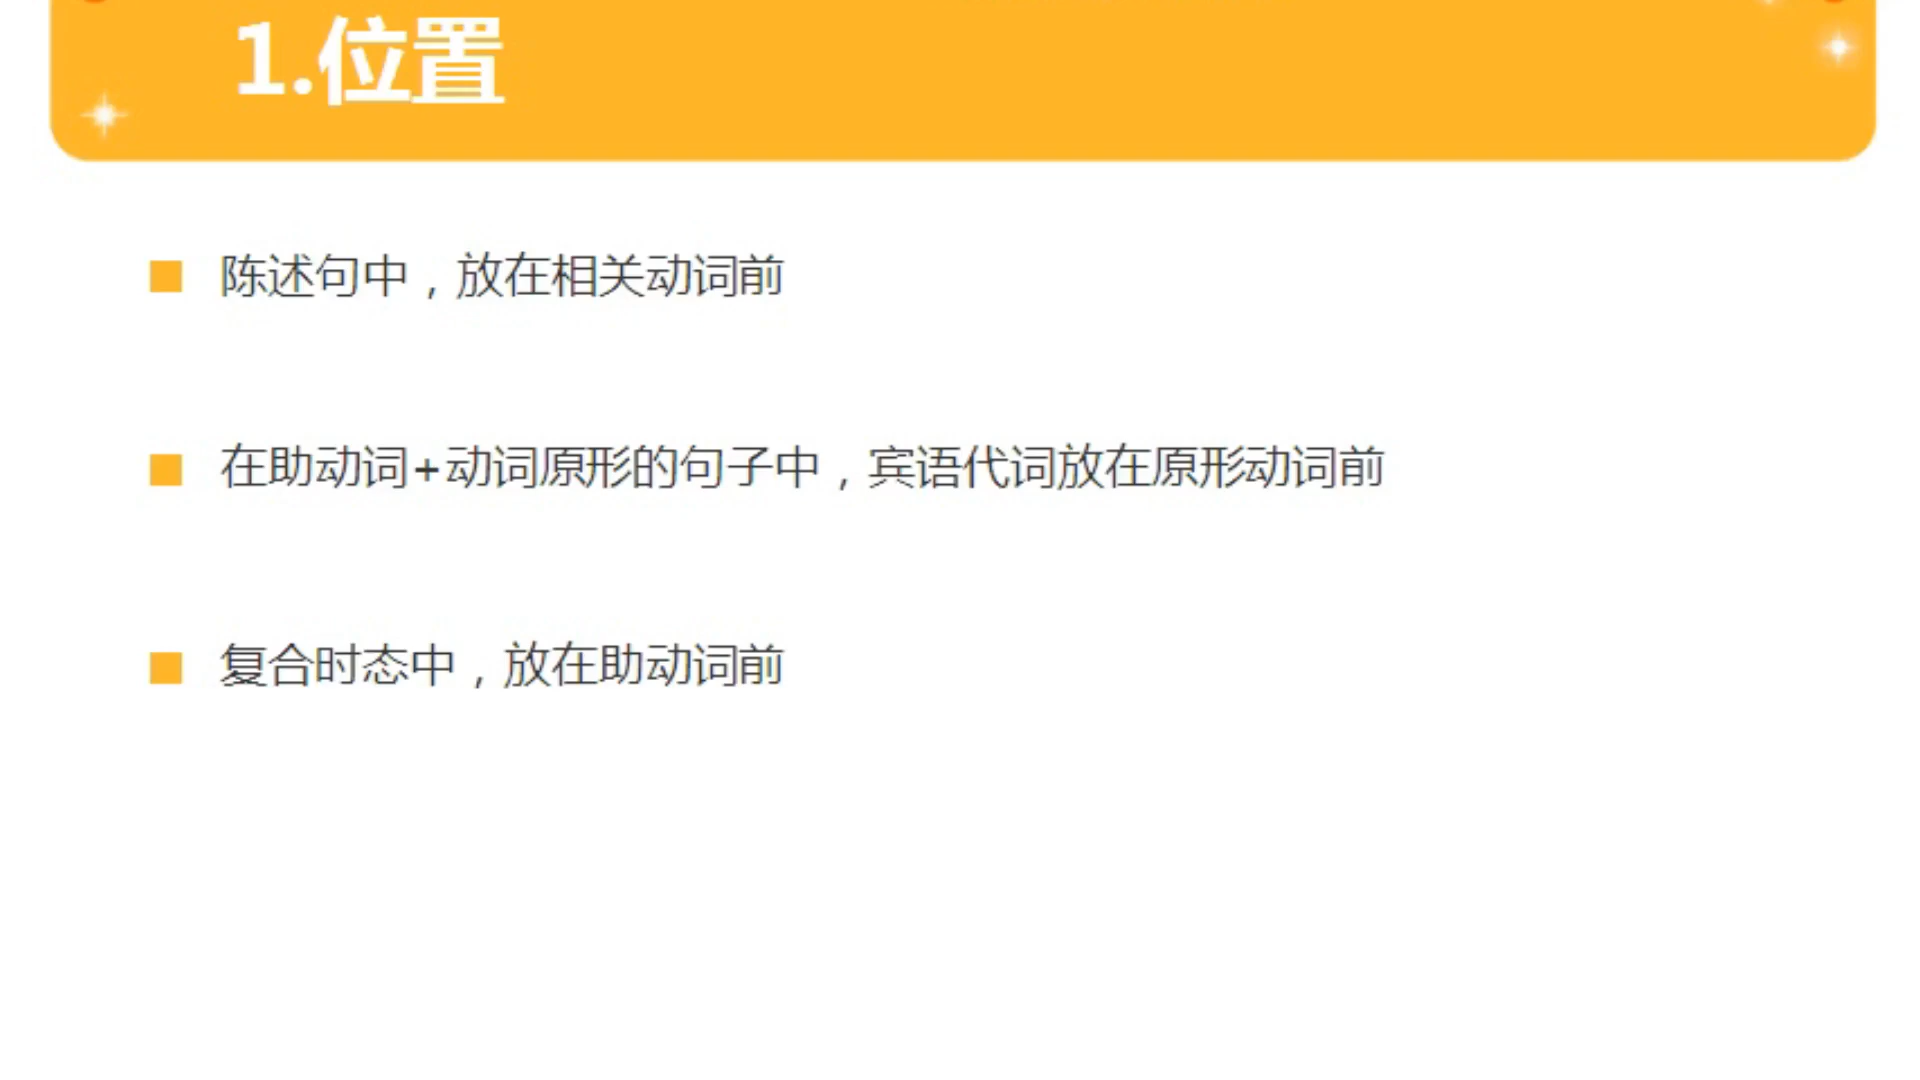 1.位置
陈述句中，放在相关动词前
在助动词+动词原形的句子中，宾语代词放在原形动词前
复合时态中，放在助动词前